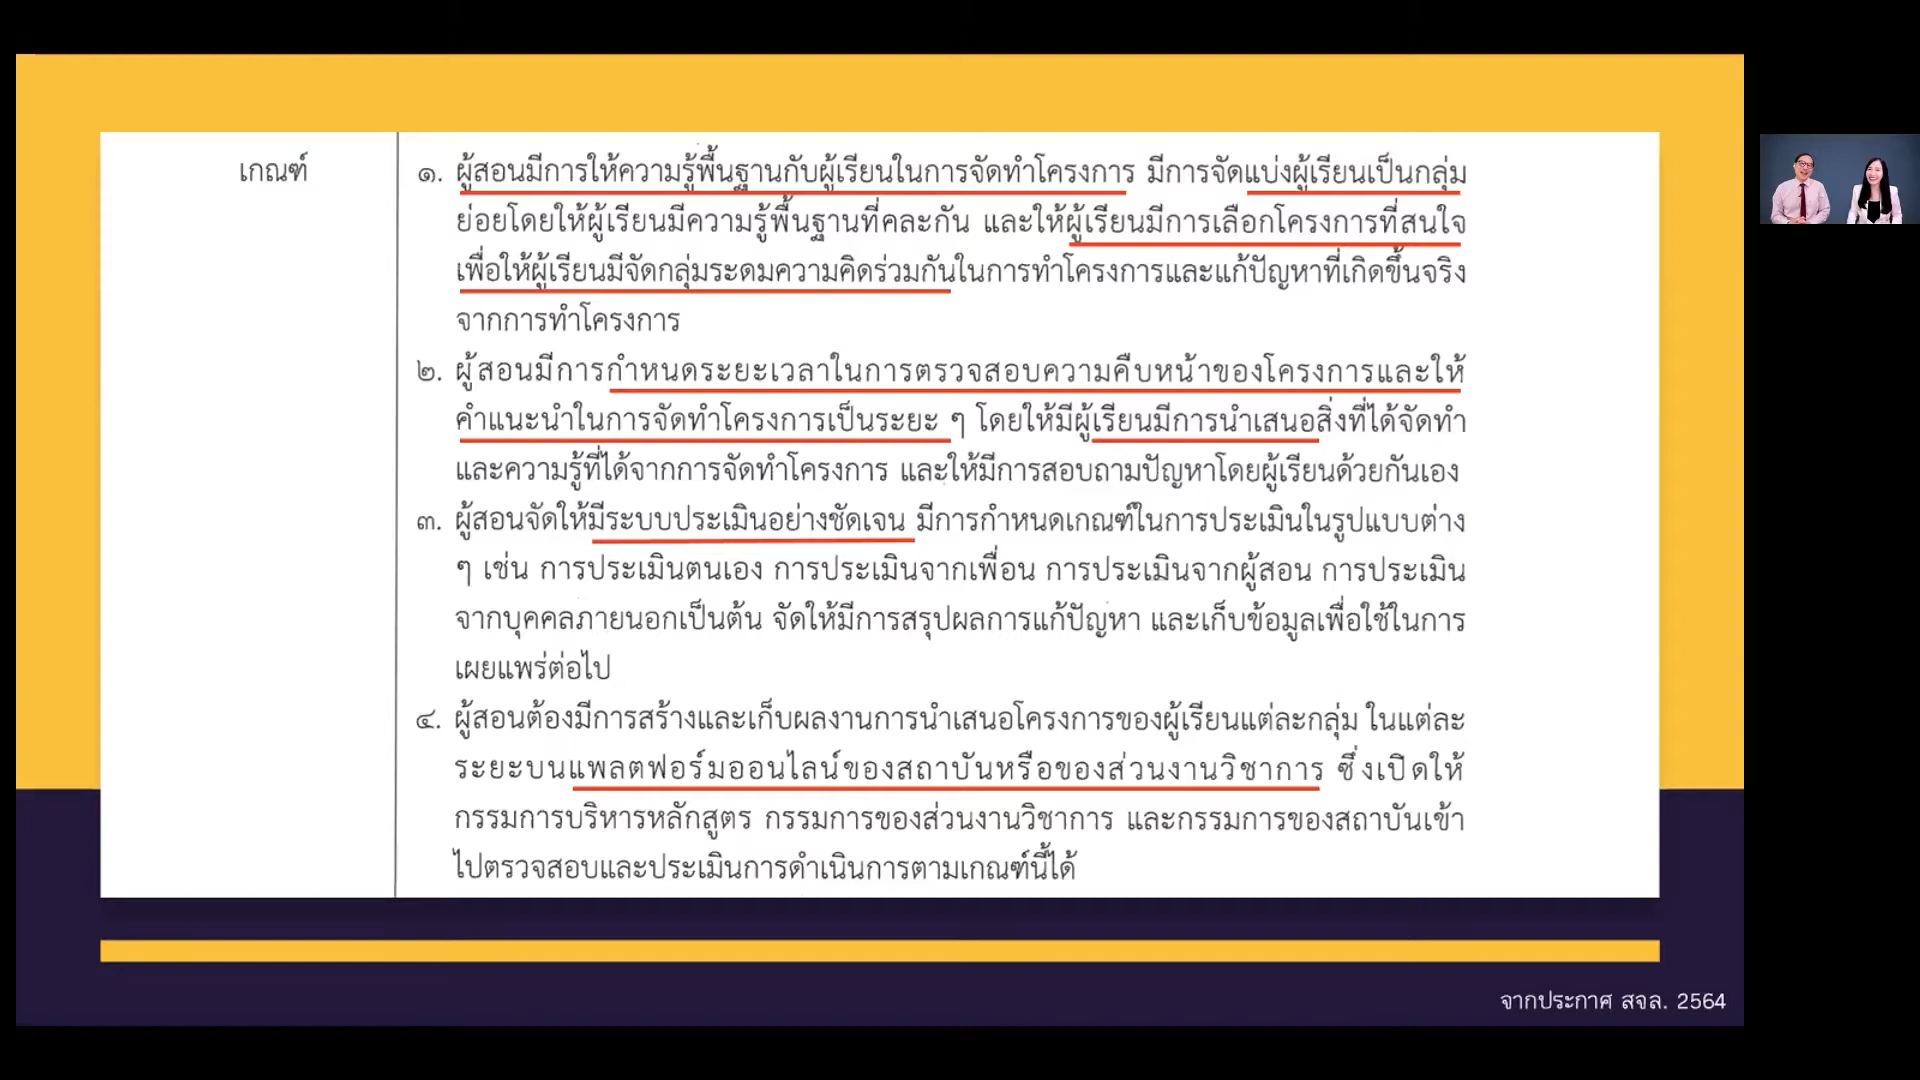 เกณฑ์
๑. ผู้สอนมีการให้ความรู้พื้นฐานกับผู้เรียนในการจัดทำโครงการ มีการจัดแบ่งผู้เรียนเป็นกลุ่ม
ย่อยโดยให้ผู้เรียนมีความรู้พื้นฐานที่คละกัน และให้ผู้เรียนมีการเลือกโครงการที่สนใจ
เพื่อให้ผู้เรียนมีจัดกลุ่มระดมความคิดร่วมกันในการทำโครงการและแก้ปัญหาที่เกิดขึ้นจริง
จากการทำโครงการ
๒. ผู้สอนมีการกำหนดระยะเวลาในการตรวจสอบความคืบหน้าของโครงการและให้
คำแนะนำในการจัดทำโครงการเป็นระยะ ๆ โดยให้มีผู้เรียนมีการนำเสนอสิ่งที่ได้จัดทำ
และความรู้ที่ได้จากการจัดทำโครงการ และให้มีการสอบถามปัญหาโดยผู้เรียนด้วยกันเอง
๓. ผู้สอนจัดให้มีระบบประเมินอย่างชัดเจน มีการกำหนดเกณฑ์ในการประเมินในรูปแบบต่าง
ๆ เช่น การประเมินตนเอง การประเมินจากเพื่อน การประเมินจากผู้สอน การประเมิน
จากบุคคลภายนอกเป็นต้น จัดให้มีการสรุปผลการแก้ปัญหา และเก็บข้อมูลเพื่อใช้ในการ
เผยแพร่ต่อไป
๔. ผู้สอนต้องมีการสร้างและเก็บผลงานการนำเสนอโครงการของผู้เรียนแต่ละกลุ่ม ในแต่ละ
ระยะบนแพลตฟอร์มออนไลน์ของสถาบันหรือของส่วนงานวิชาการ ซึ่งเปิดให้
กรรมการบริหารหลักสูตร กรรมการของส่วนงานวิชาการ และกรรมการของสถาบันเข้า
ไปตรวจสอบและประเมินการดำเนินการตามเกณฑ์นี้ได้
จากประกาศ สจล. 2564